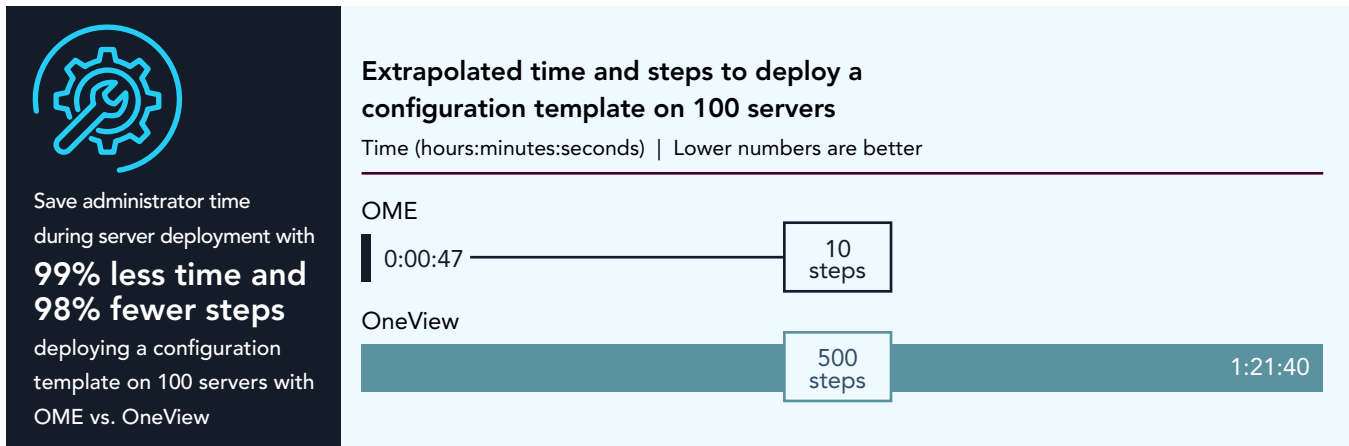 Save administrator time
during server deployment with
99% less time and
98% fewer steps
deploying a configuration
template on 100 servers with
OME vs. OneView
Extrapolated time and steps to deploy a
configuration template on 100 servers
Time (hours:minutes:seconds) | Lower numbers are better
OME
0:00:47
10
steps
OneView
500
steps
1:21:40